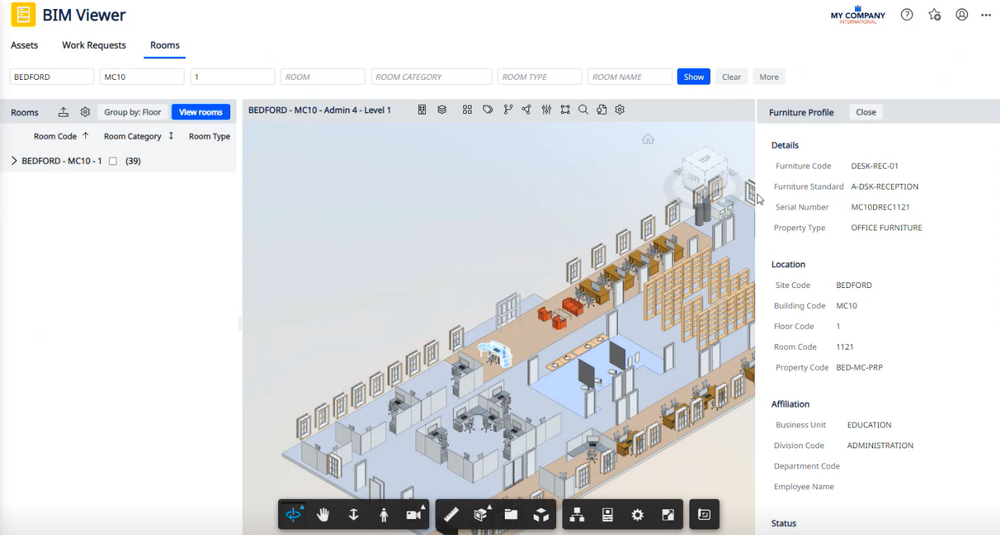 BIM Viewer
MY COMPANY
INTERNATIONAL
Assets
Work Requests
Rooms
BEDFORD
MC10
1
ROOM
ROOM CATEGORY
ROOM TYPE
ROOM NAME
Show
Clear
More
Rooms
Group by: Floor
View rooms
BEDFORD - MC10 - Admin 4 - Level 1
Furniture Profile
Close
Room Code
Room Category
Room Type
BEDFORD - MC10 - 1
(39)
TOP
LEFT
Details
Furniture Code DESK-REC-01
Furniture Standard A-DSK-RECEPTION
Serial Number MC10DREC1121
Property Type OFFICE FURNITURE
Location
Site Code BEDFORD
Building Code MC10
Floor Code 1
Room Code 1121
Property Code BED-MC-PRP
Affiliation
Business Unit EDUCATION
Division Code ADMINISTRATION
Department Code
Employee Name
Status